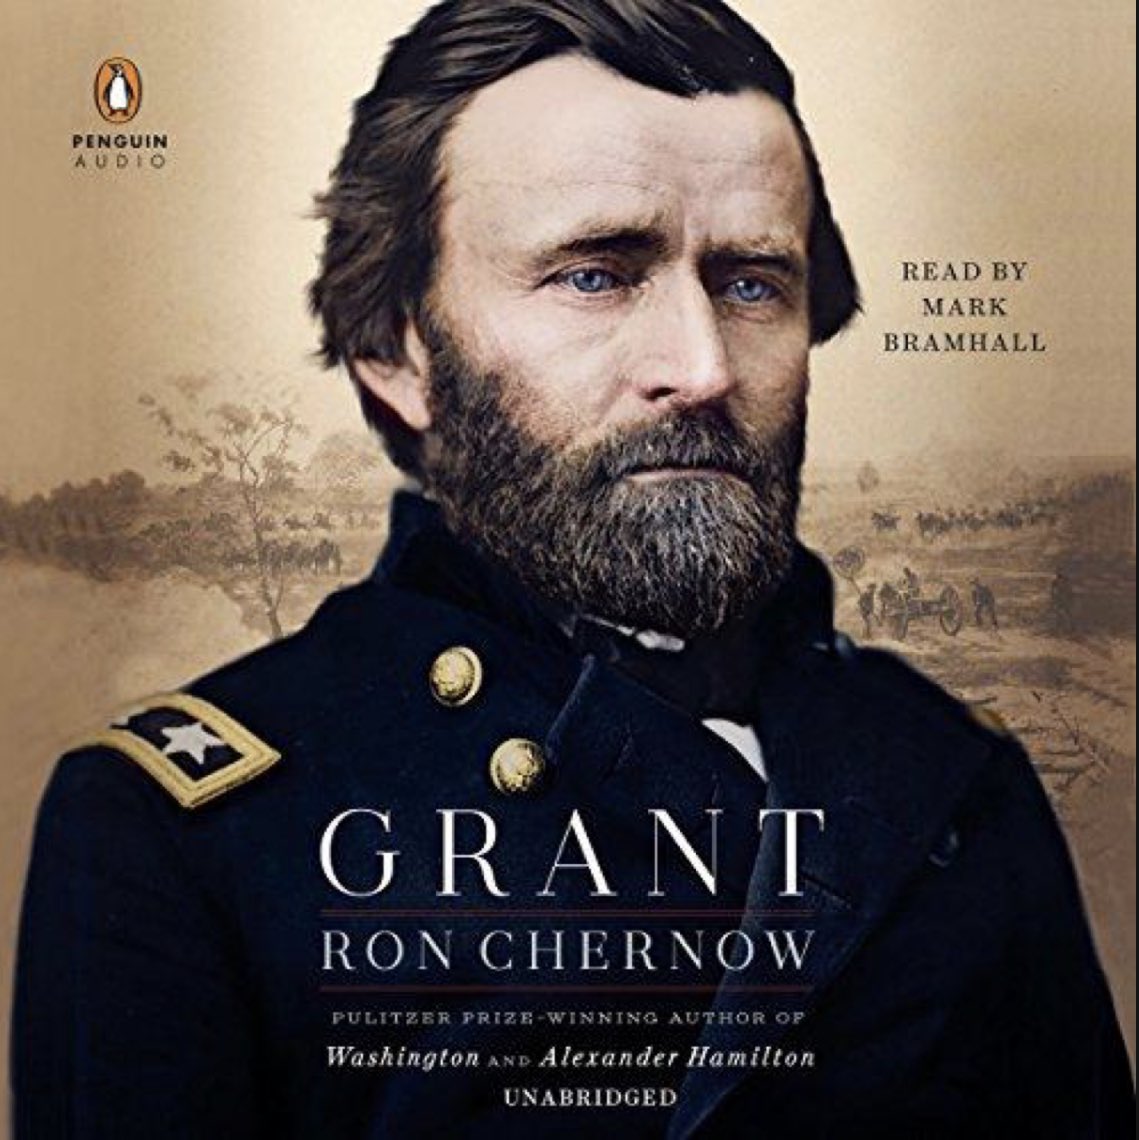 PENGUIN
AUDIO
READ BY
MARK
BRAMHALL
GRANT
RON CHERNOW
PULITZER PRIZE-WINNING AUTHOR OF
Washington AND Alexander Hamilton
UNABRIDGED